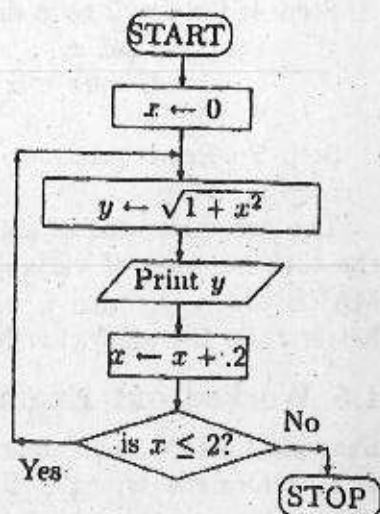 START
x ← 0
y ← √1 + x²
Print y
x ← x + .2
is x ≤ 2?
No
Yes
STOP